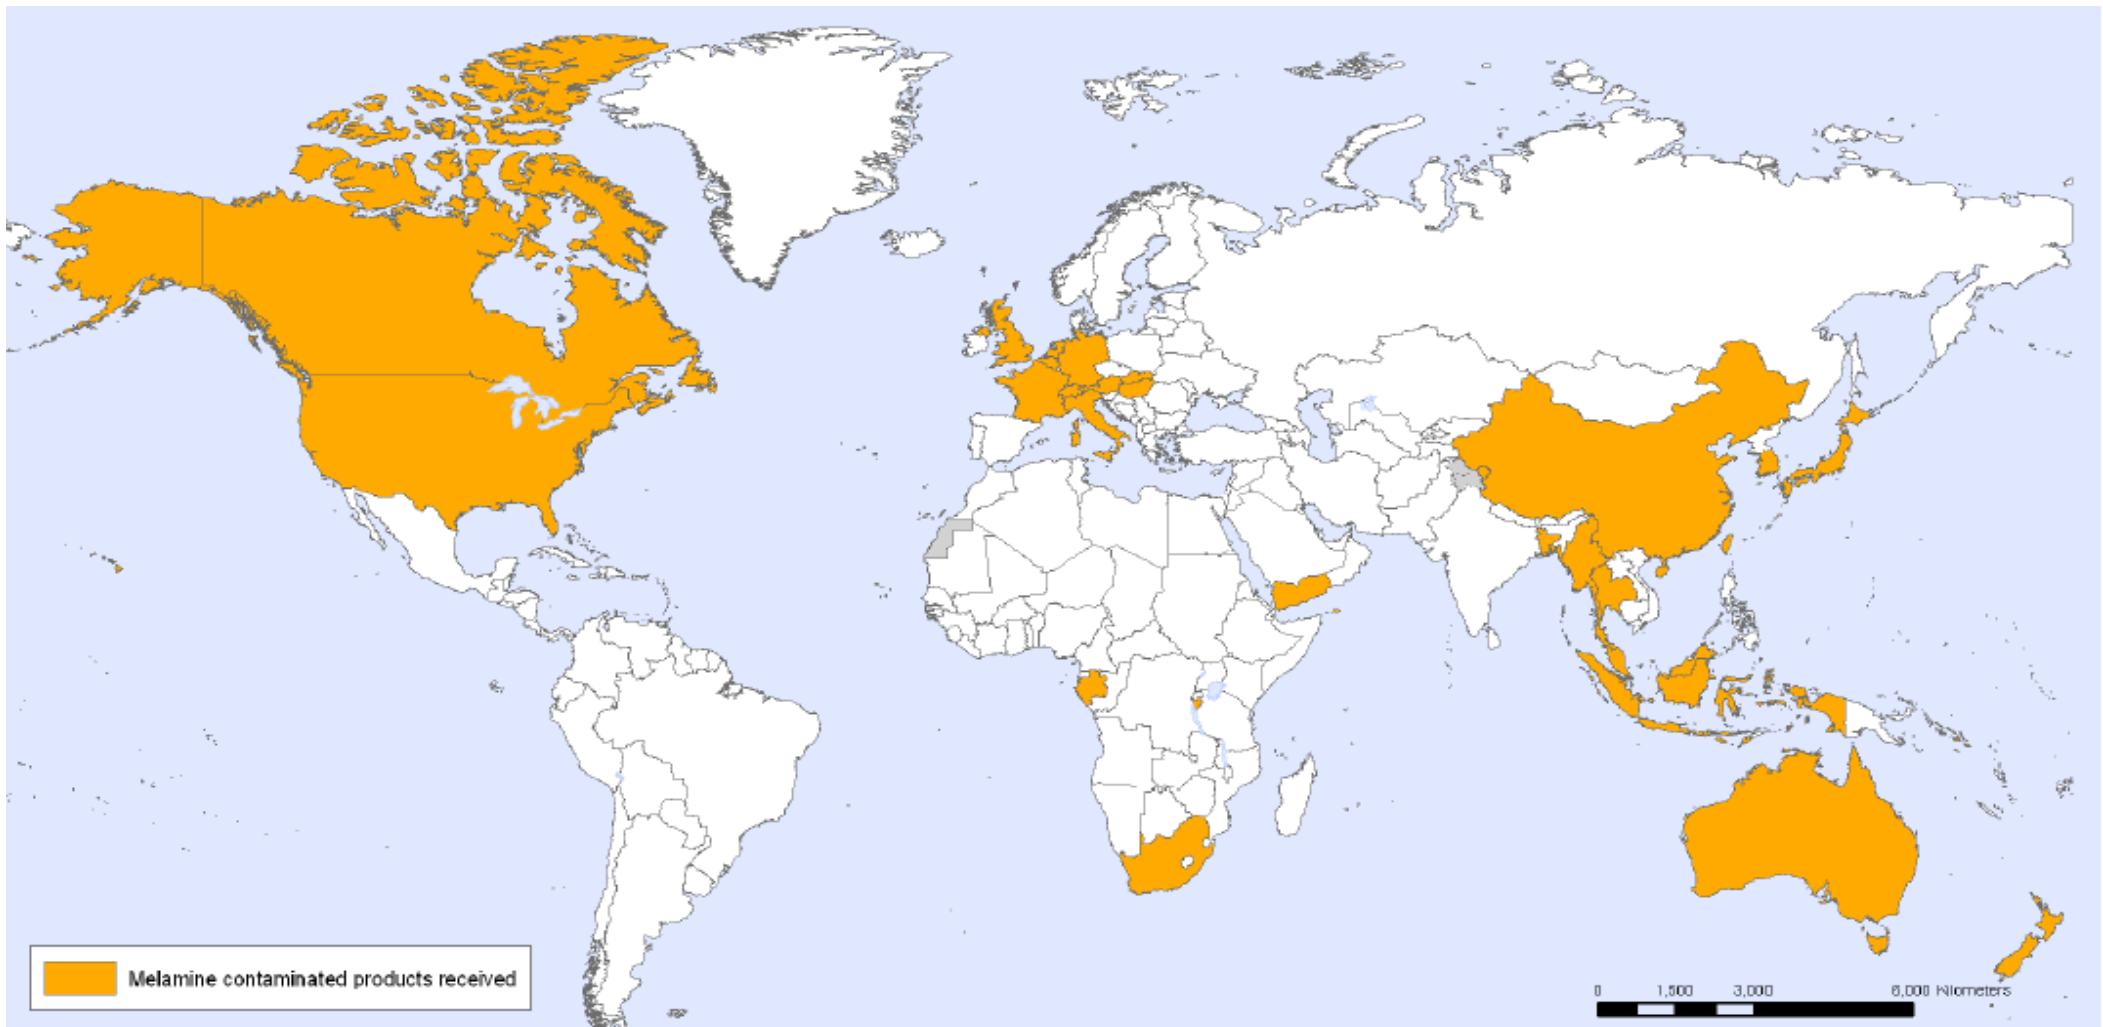 Melamine contaminated products received
0 1,500 3,000 6,000 Kilometers